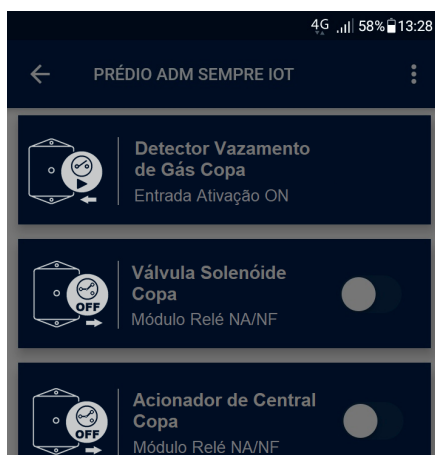 4G 58% 13:28
PRÉDIO ADM SEMPRE IOT
Detector Vazamento
de Gás Copa
Entrada Ativação ON
Válvula Solenóide
Copa
Módulo Relé NA/NF
OFF
Acionador de Central
Copa
Módulo Relé NA/NF
OFF